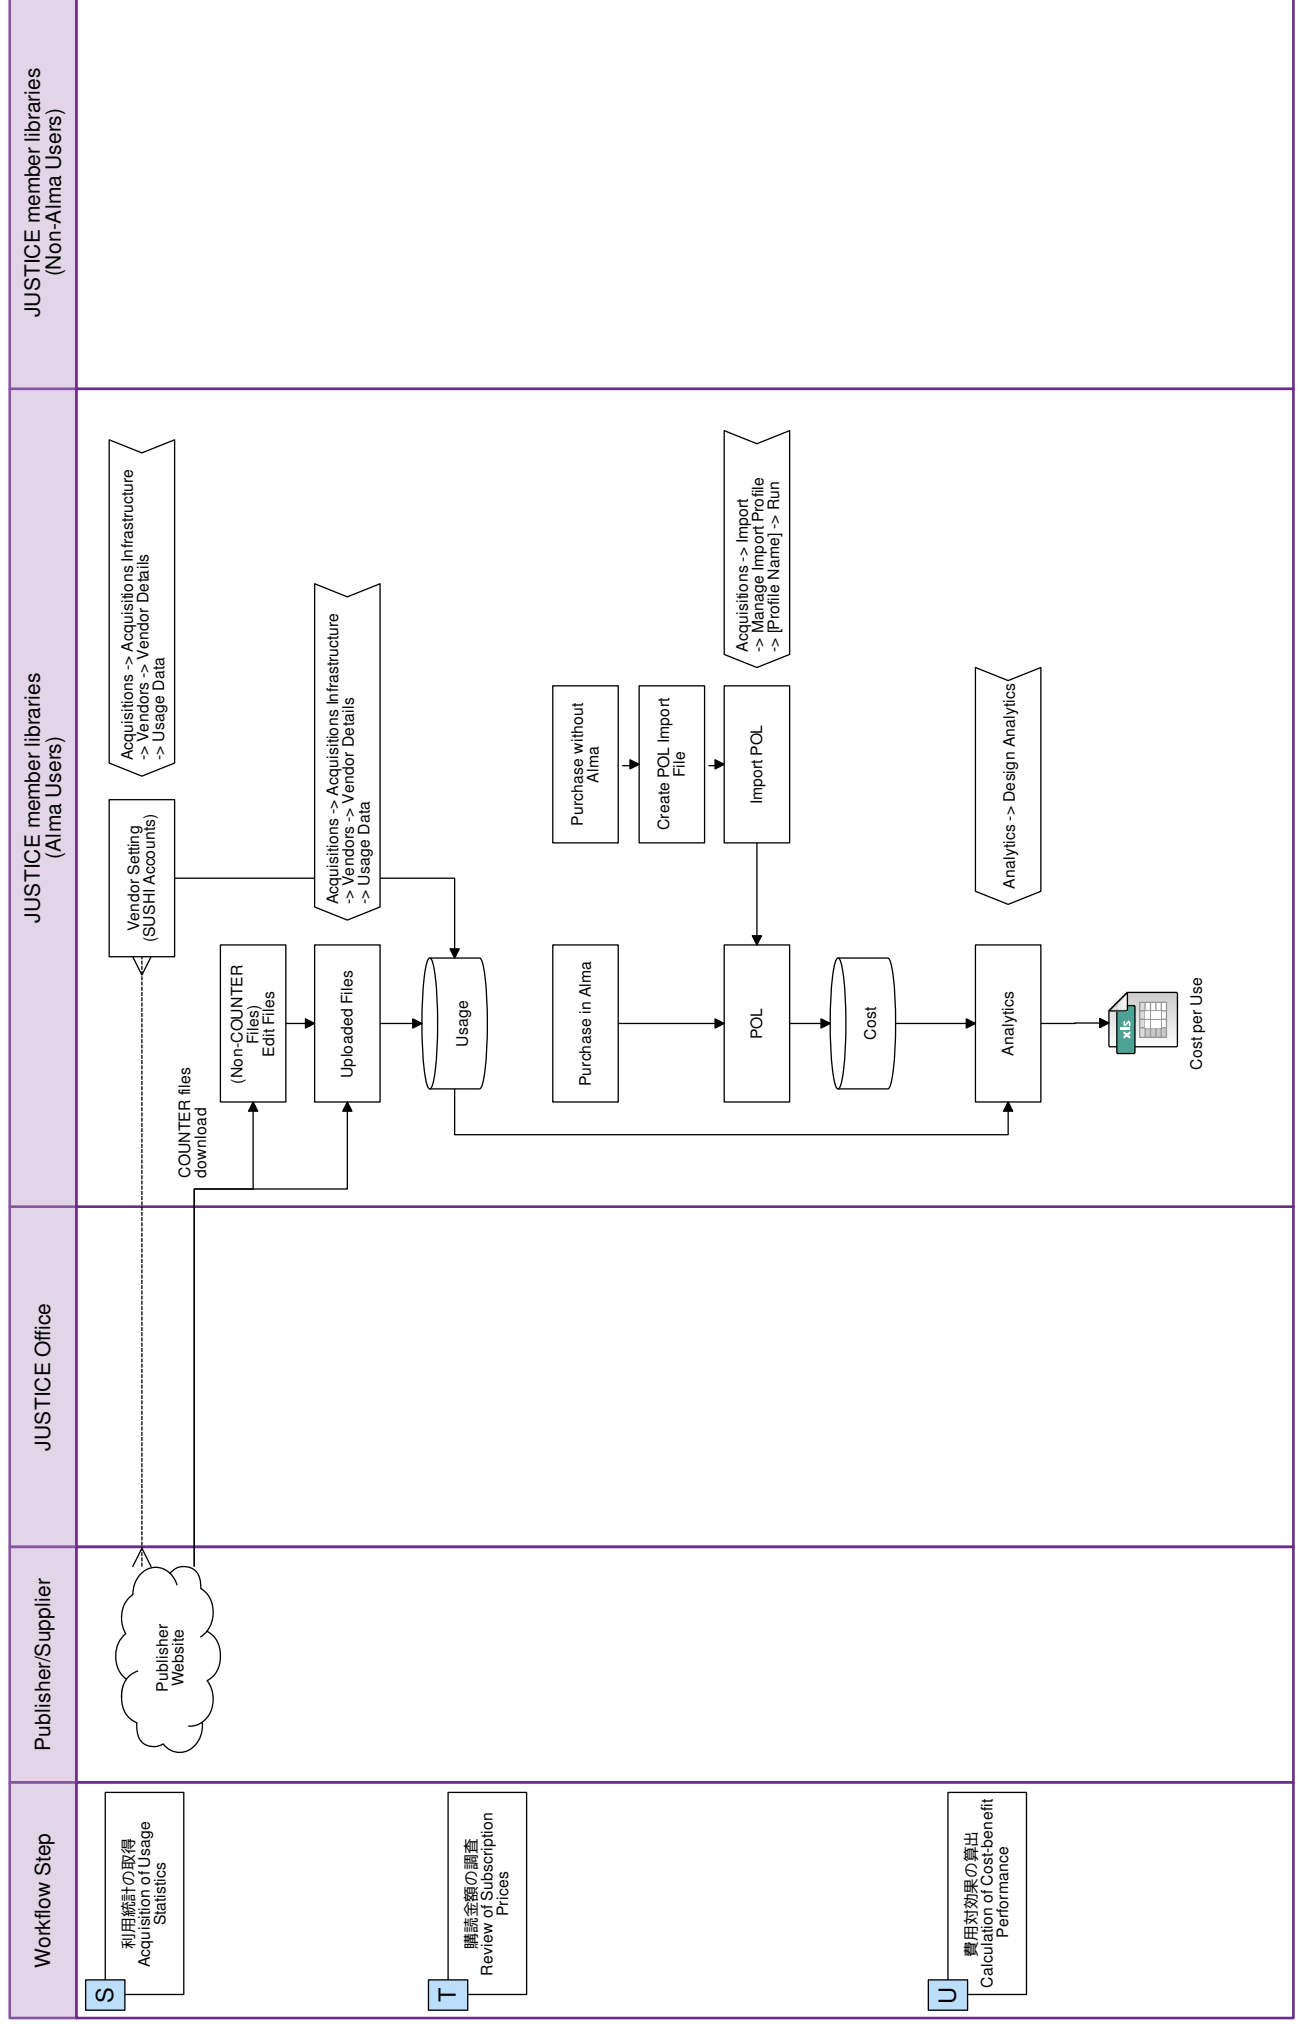 Workflow Step
Publisher/Supplier
JUSTICE Office
JUSTICE member libraries
(Alma Users)
JUSTICE member libraries
(Non-Alma Users)
S
利用統計の取得
Acquisition of Usage
Statistics
Publisher
Website
COUNTER files
download
Vendor Setting
(SUSHI Accounts)
Acquisitions -> Acquisitions Infrastructure
-> Vendors -> Vendor Details
-> Usage Data
(Non-COUNTER
Files)
Edit Files
Uploaded Files
Acquisitions -> Acquisitions Infrastructure
-> Vendors -> Vendor Details
-> Usage Data
Usage
T
購読金額の調査
Review of Subscription
Prices
Purchase in Alma
Purchase without
Alma
Create POL Import
File
POL
Import POL
Acquisitions -> Import
-> Manage Import Profile
-> [Profile Name] -> Run
Cost
U
費用対効果の算出
Calculation of Cost-benefit
Performance
Analytics
Analytics -> Design Analytics
xls
Cost per Use